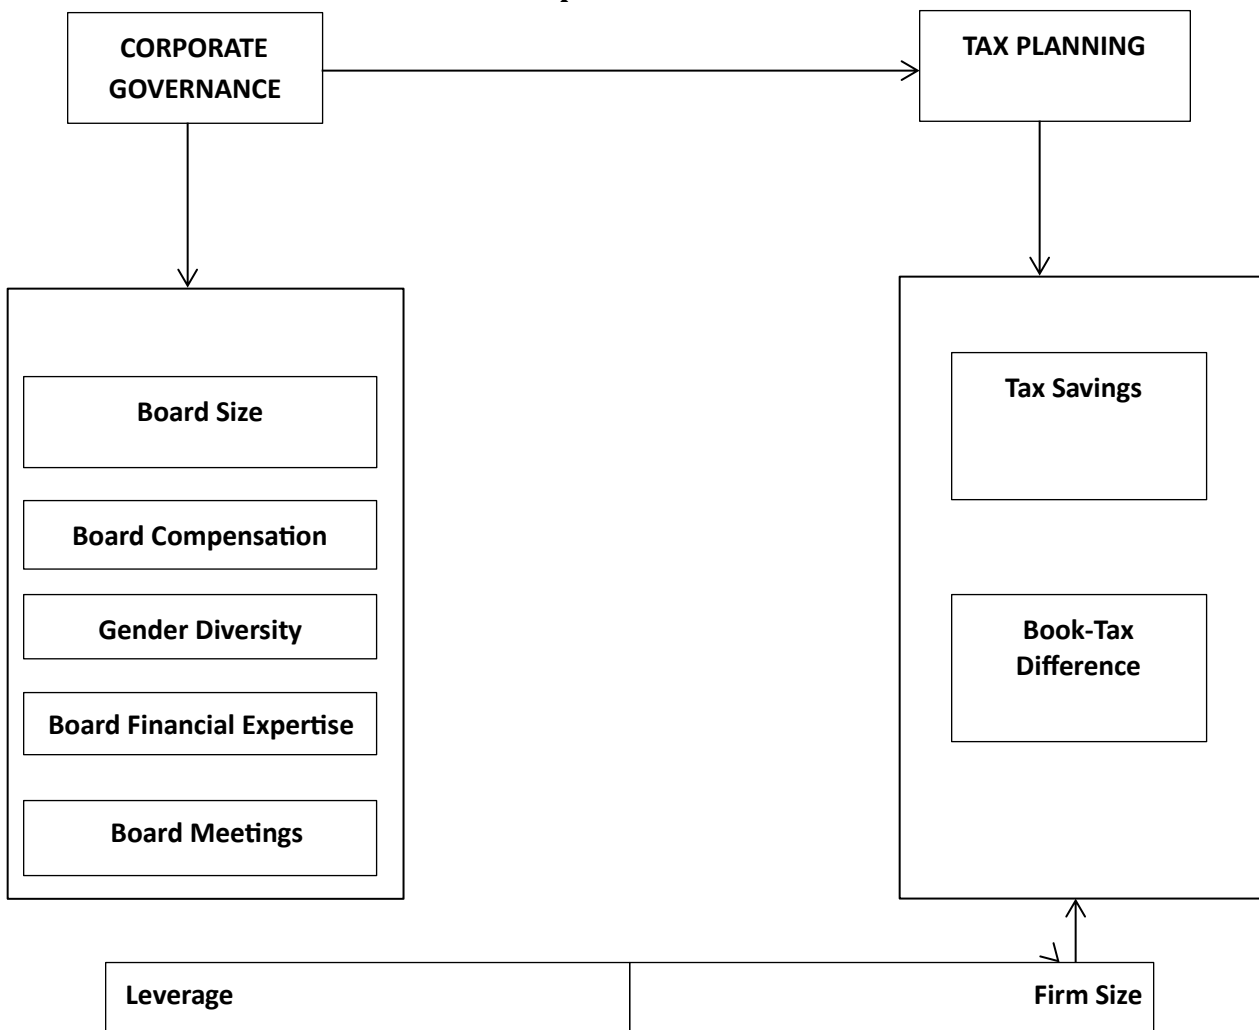 CORPORATE
GOVERNANCE
TAX PLANNING
Board Size
Board Compensation
Gender Diversity
Board Financial Expertise
Board Meetings
Tax Savings
Book-Tax
Difference
Leverage
Firm Size